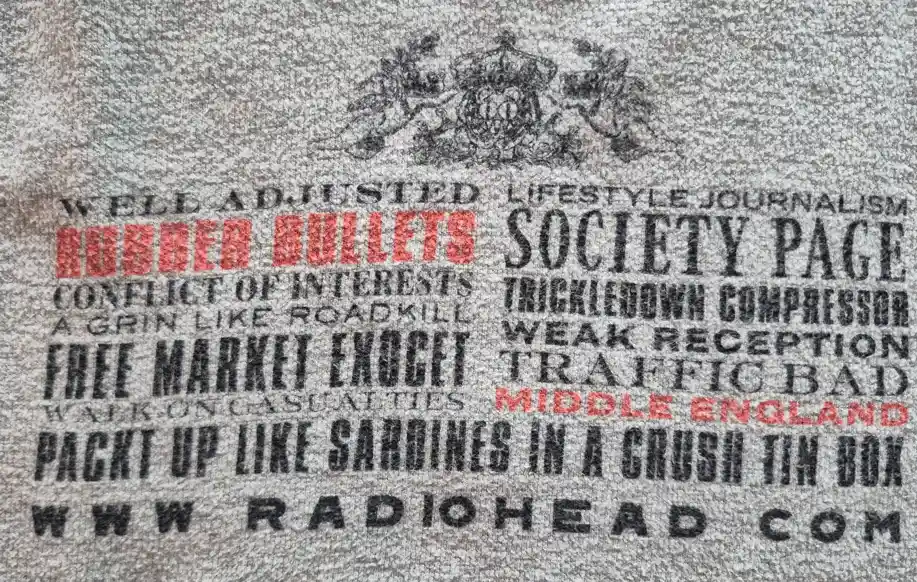 WELL ADJUSTED
RUBBER BULLETS
CONFLICT OF INTERESTS
A GRIN LIKE ROADKILL
FREE MARKET EXOCET
WALK-ON CASUALTIES
LIFESTYLE JOURNALISM
SOCIETY PAGE
TRICKLEDOWN COMPRESSOR
WEAK RECEPTION
TRAFFIC BAD
MIDDLE ENGLAND
PACKT UP LIKE SARDINES IN A CRUSH TIN BOX
WWW RADIOHEAD COM